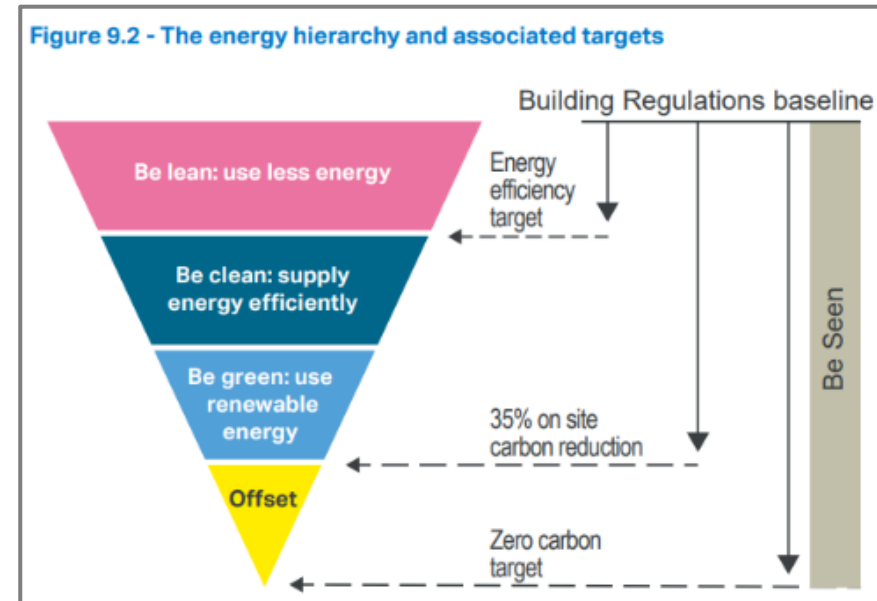 Figure 9.2 - The energy hierarchy and associated targets
Building Regulations baseline
Be lean: use less energy
Energy
efficiency
target
Be clean: supply
energy efficiently
Be green: use
renewable
energy
35% on site
carbon reduction
Offset
Zero carbon
target
Be Seen